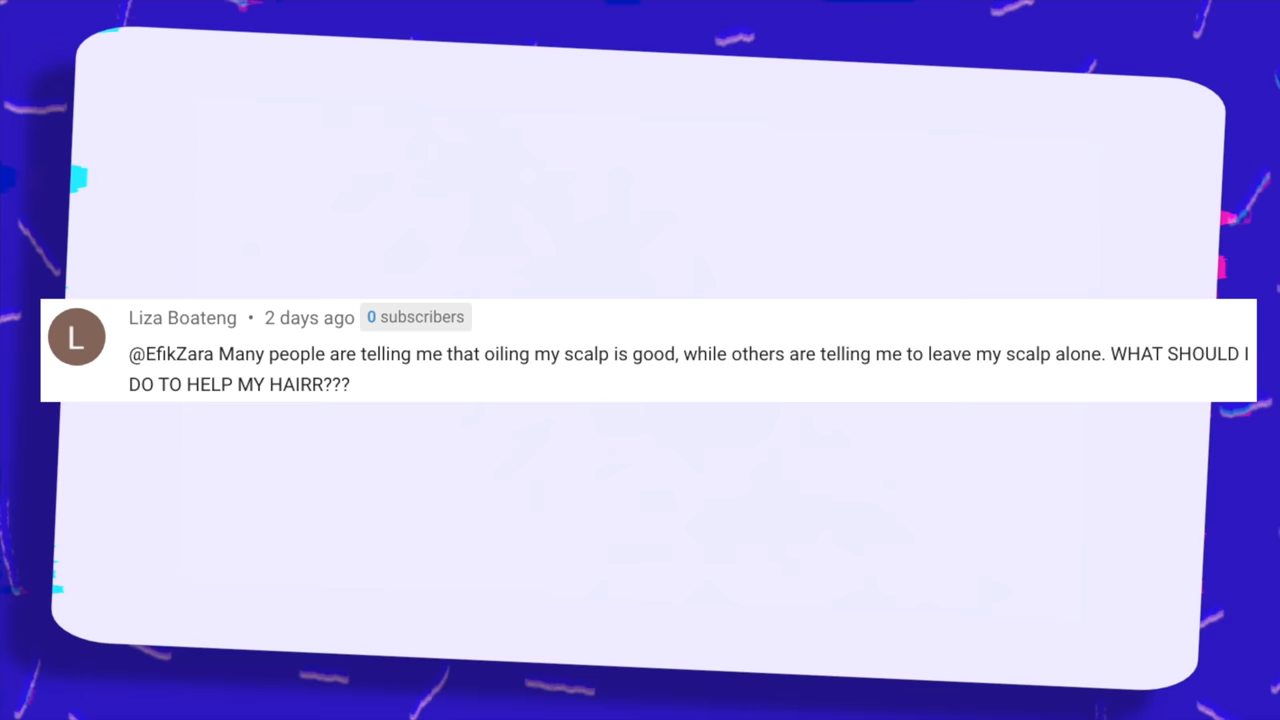 L
Liza Boateng • 2 days ago 0 subscribers
@EfikZara Many people are telling me that oiling my scalp is good, while others are telling me to leave my scalp alone. WHAT SHOULD I
DO TO HELP MY HAIRR???